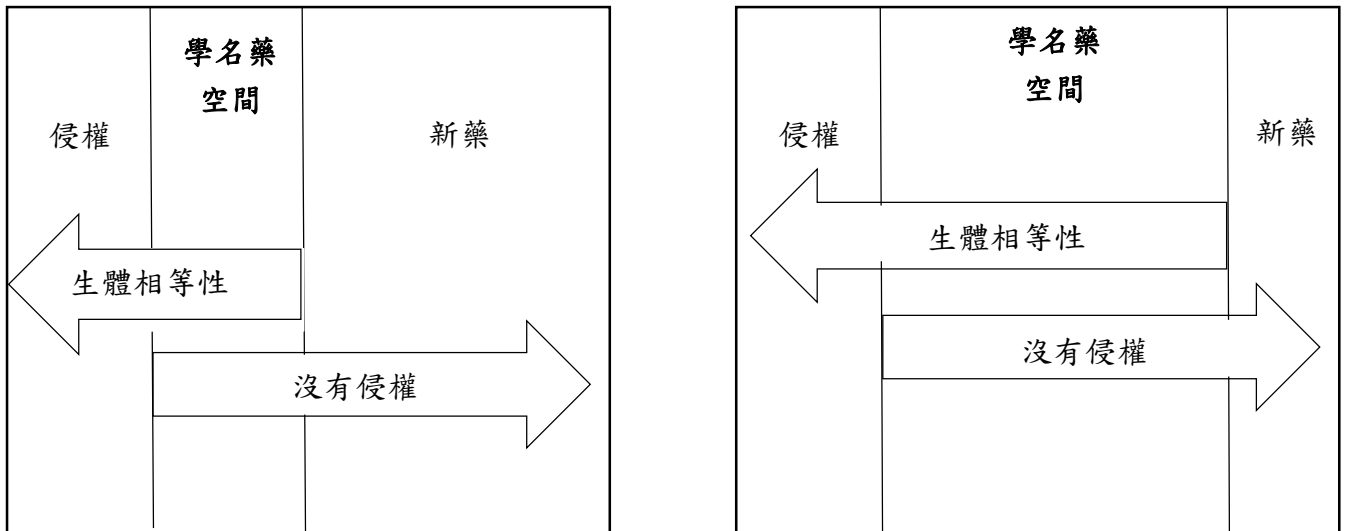 學名藥
空間
侵權
新藥
生體相等性
沒有侵權
學名藥
空間
侵權
新藥
生體相等性
沒有侵權